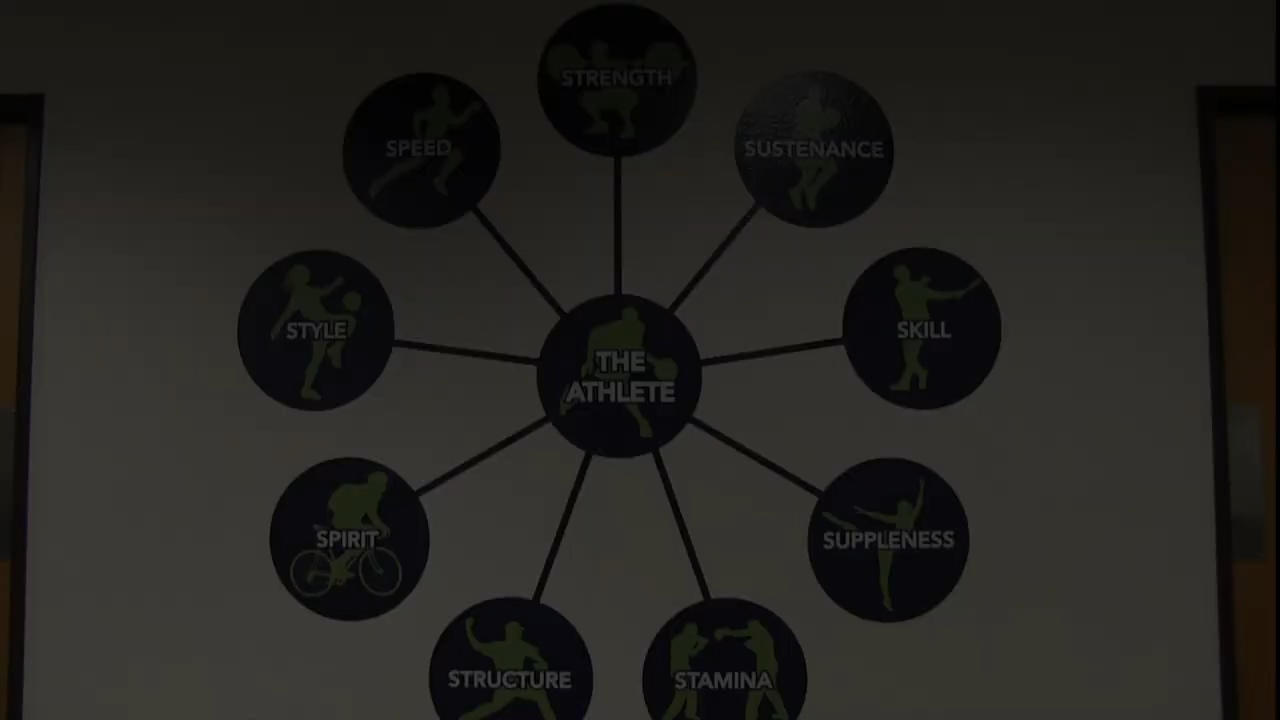 STRENGTH
SPEED
SUSTENANCE
STYLE
SKILL
THE
ATHLETE
SPIRIT
SUPPLENESS
STRUCTURE
STAMINA